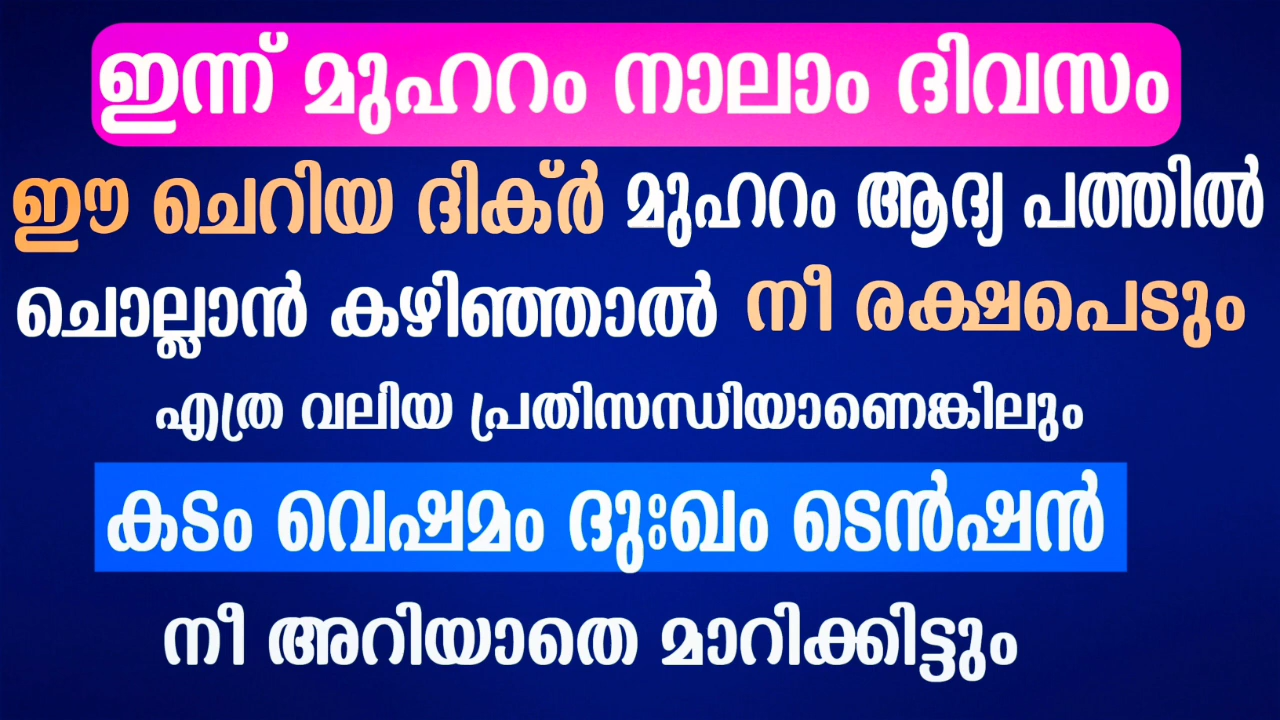 ഇന്ന് മുഹറം നാലാം ദിവസം
ഈ ചെറിയ ദിക്ർ മുഹറം ആദ്യ പത്തിൽ
ചൊല്ലാൻ കഴിഞ്ഞാൽ നീ രക്ഷപെടും
എത്ര വലിയ പ്രതിസന്ധിയാണെങ്കിലും
കടം വെഷമം ദുഃഖം ടെൻഷൻ
നീ അറിയാതെ മാറിക്കിട്ടും